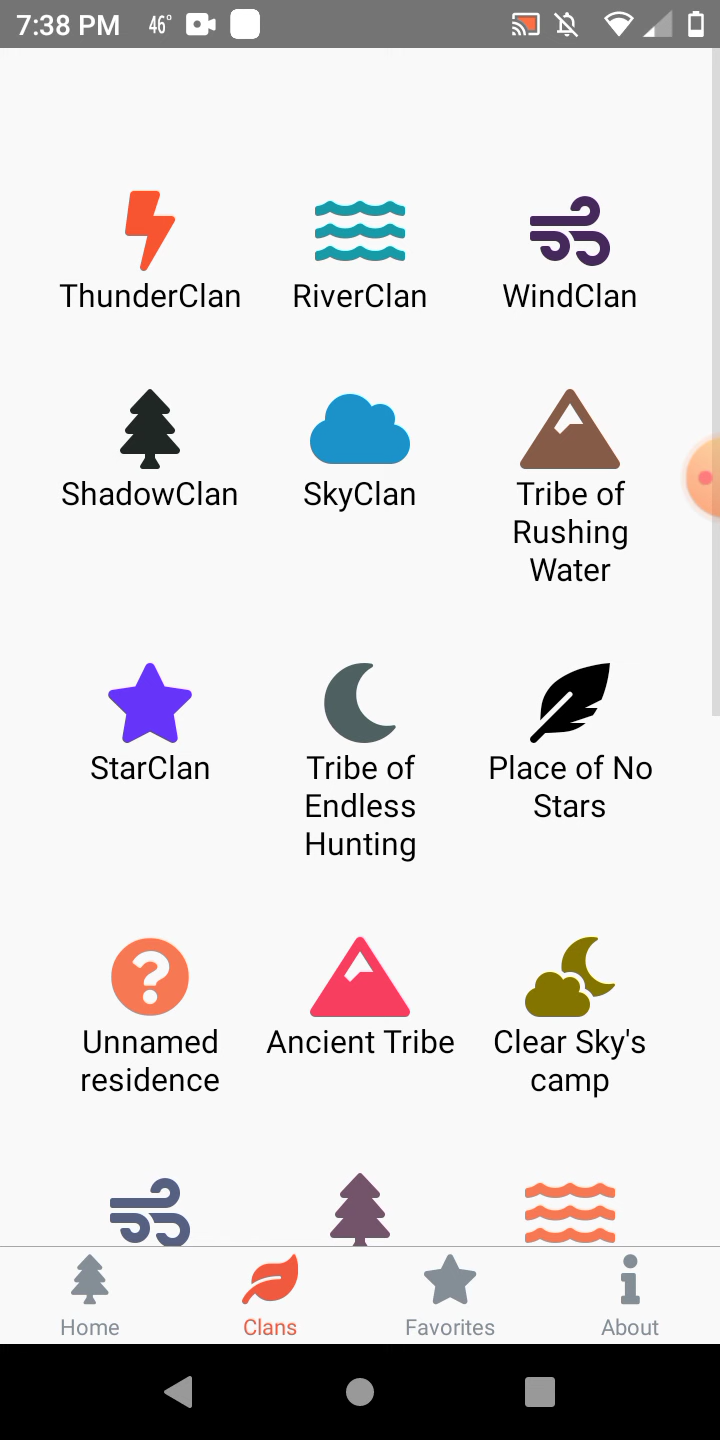 7:38 PM 46°
ThunderClan RiverClan WindClan
ShadowClan SkyClan Tribe of
Rushing
Water
StarClan Tribe of Place of No
Endless Stars
Hunting
Unnamed Ancient Tribe Clear Sky's
residence camp
Home Clans Favorites About